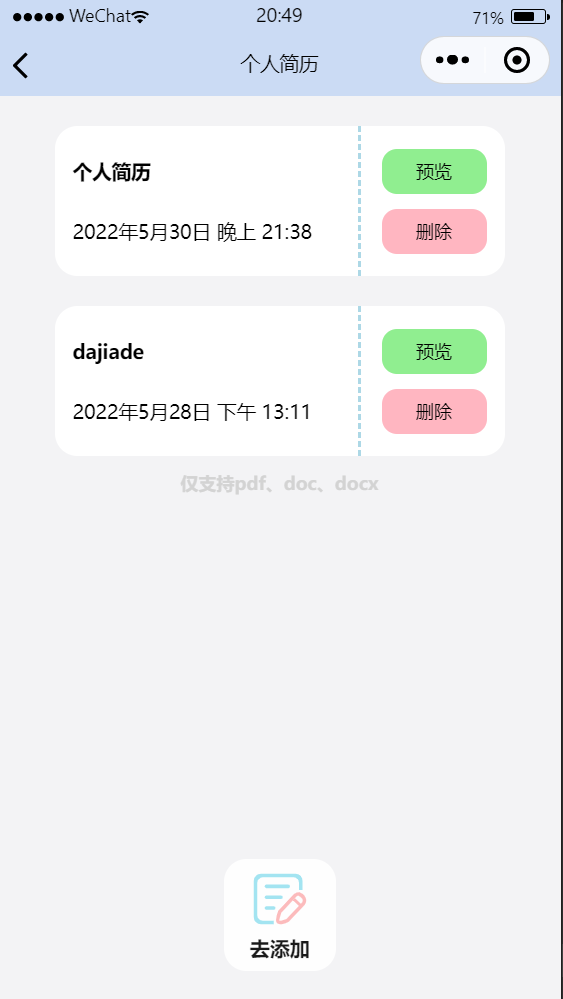 WeChat 20:49 71%
个人简历
个人简历
预览
2022年5月30日 晚上 21:38
删除
dajiade
预览
2022年5月28日 下午 13:11
删除
仅支持pdf、doc、docx
去添加